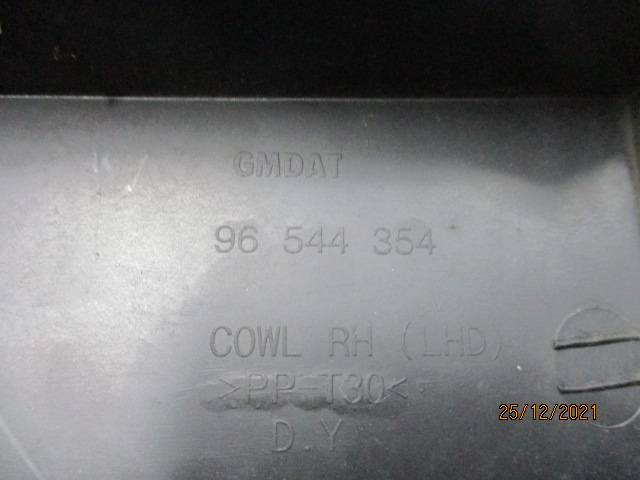 GMDAT
96 544 354
COWL RH (LHD)
>PP-T30<
D.Y
25/12/2021